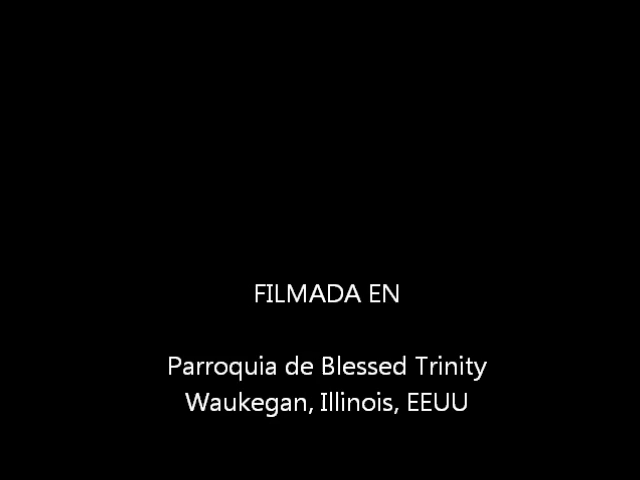 FILMADA EN
Parroquia de Blessed Trinity
Waukegan, Illinois, EEUU